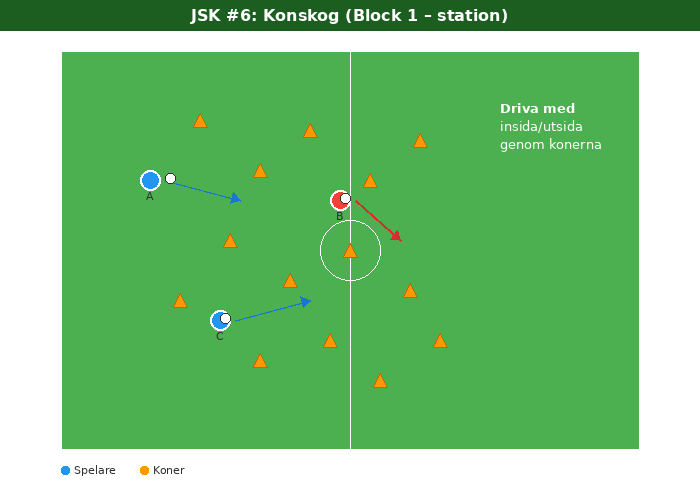 JSK #6: Konskog (Block 1 – station)
Driva med
insida/utsida
genom konerna
A
B
C
Spelare
Koner